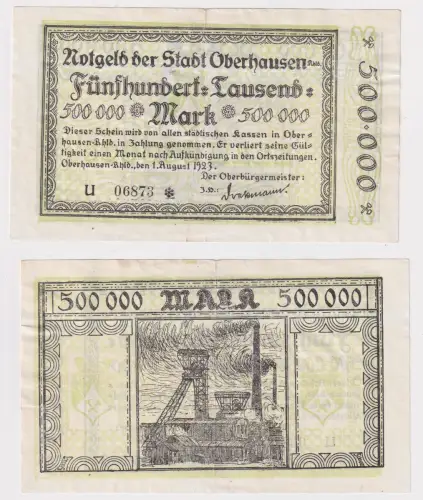 Notgeld der Stadt Oberhausen Rhld.
Fünfhundert=Tausend=
500 000 Mark 500 000
Dieser Schein wird von allen städtischen Kassen in Ober=
hausen-Rhld. in Zahlung genommen. Er verliert seine Gül=
tigkeit einen Monat nach Aufkündigung in den Ortszeitungen.
Oberhausen-Rhld., den 1. August 1923.
Der Oberbürgermeister:
U 06873 * J.V.:
500.000
500 000 MARK 500 000